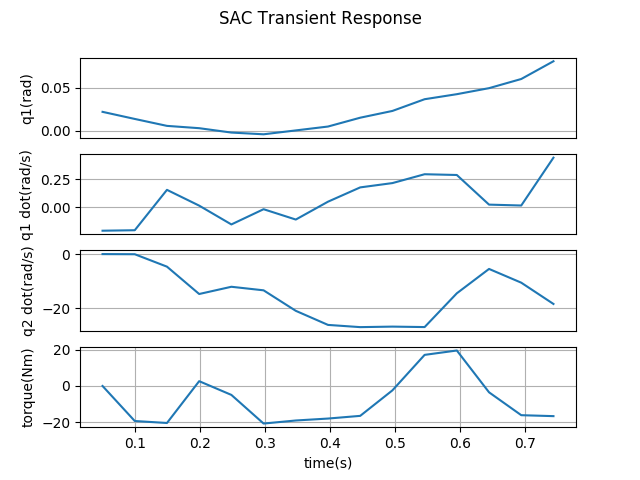 SAC Transient Response
q1(rad)
0.05
0.00
q1 dot(rad/s)
0.25
0.00
q2 dot(rad/s)
0
−20
torque(Nm)
20
0
−20
0.1 0.2 0.3 0.4 0.5 0.6 0.7
time(s)